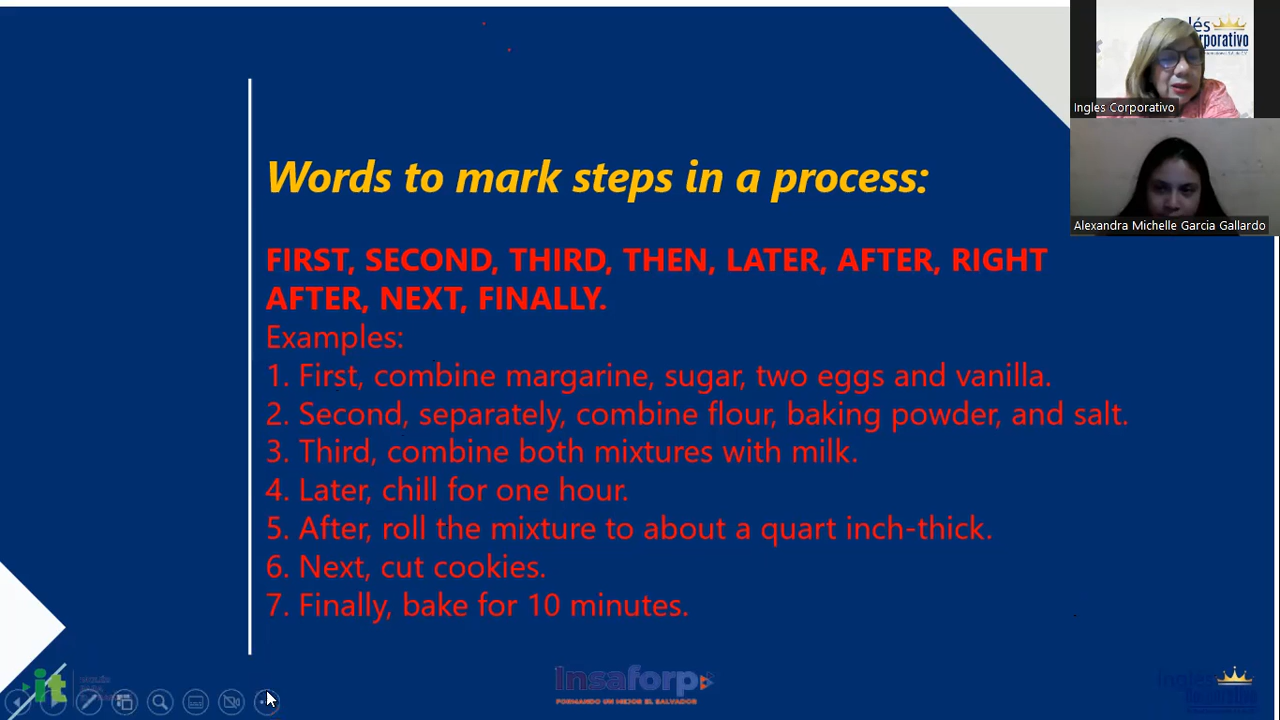 Words to mark steps in a process:
FIRST, SECOND, THIRD, THEN, LATER, AFTER, RIGHT
AFTER, NEXT, FINALLY.
Examples:
1. First, combine margarine, sugar, two eggs and vanilla.
2. Second, separately, combine flour, baking powder, and salt.
3. Third, combine both mixtures with milk.
4. Later, chill for one hour.
5. After, roll the mixture to about a quart inch-thick.
6. Next, cut cookies.
7. Finally, bake for 10 minutes.
Ingles Corporativo
Alexandra Michelle Garcia Gallardo
it
Insaforp
FORMANDO UN MEJOR EL SALVADOR
Inglés
Corporativo